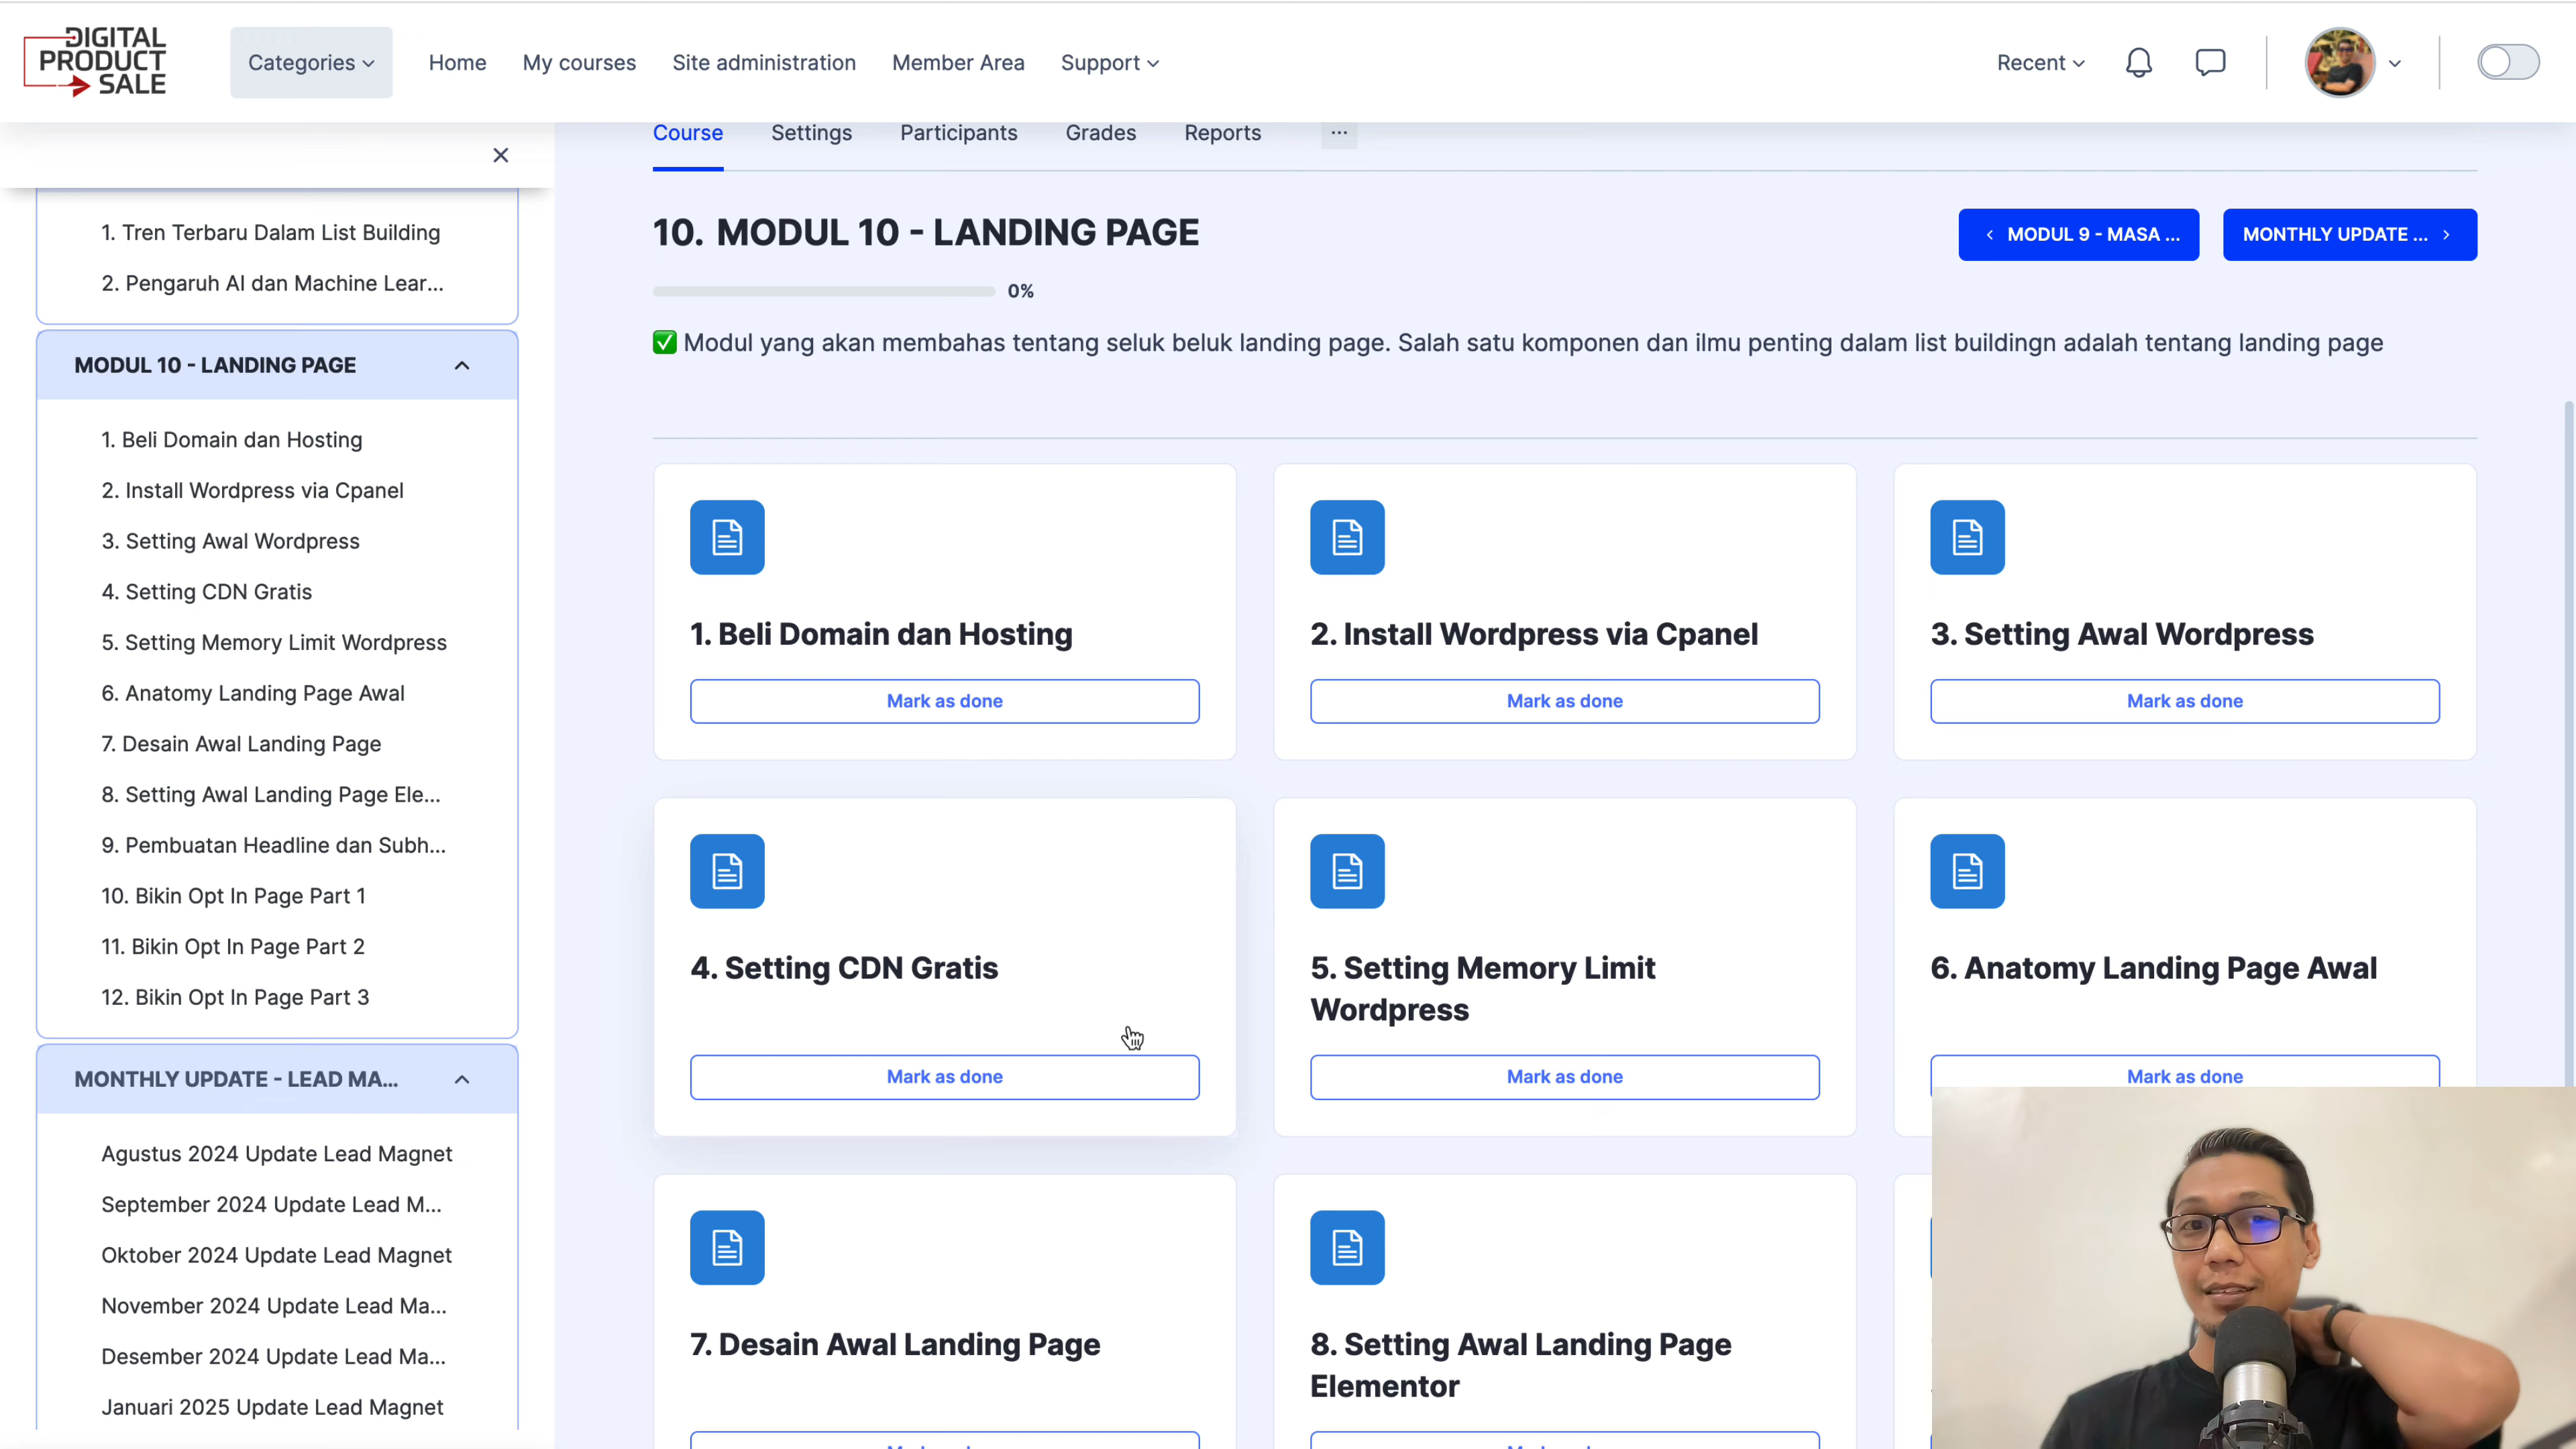 DIGITAL
PRODUCT
SALE
Categories
Home
My courses
Site administration
Member Area
Support
Recent
Course
Settings
Participants
Grades
Reports
...
1. Tren Terbaru Dalam List Building
2. Pengaruh AI dan Machine Lear...
MODUL 10 - LANDING PAGE
1. Beli Domain dan Hosting
2. Install Wordpress via Cpanel
3. Setting Awal Wordpress
4. Setting CDN Gratis
5. Setting Memory Limit Wordpress
6. Anatomy Landing Page Awal
7. Desain Awal Landing Page
8. Setting Awal Landing Page Ele...
9. Pembuatan Headline dan Subh...
10. Bikin Opt In Page Part 1
11. Bikin Opt In Page Part 2
12. Bikin Opt In Page Part 3
MONTHLY UPDATE - LEAD MA...
Agustus 2024 Update Lead Magnet
September 2024 Update Lead M...
Oktober 2024 Update Lead Magnet
November 2024 Update Lead Ma...
Desember 2024 Update Lead Ma...
Januari 2025 Update Lead Magnet
10. MODUL 10 - LANDING PAGE
MODUL 9 - MASA ...
MONTHLY UPDATE ...
0%
✅ Modul yang akan membahas tentang seluk beluk landing page. Salah satu komponen dan ilmu penting dalam list buildingn adalah tentang landing page
1. Beli Domain dan Hosting
Mark as done
2. Install Wordpress via Cpanel
Mark as done
3. Setting Awal Wordpress
Mark as done
4. Setting CDN Gratis
Mark as done
5. Setting Memory Limit
Wordpress
Mark as done
6. Anatomy Landing Page Awal
Mark as done
7. Desain Awal Landing Page
8. Setting Awal Landing Page
Elementor